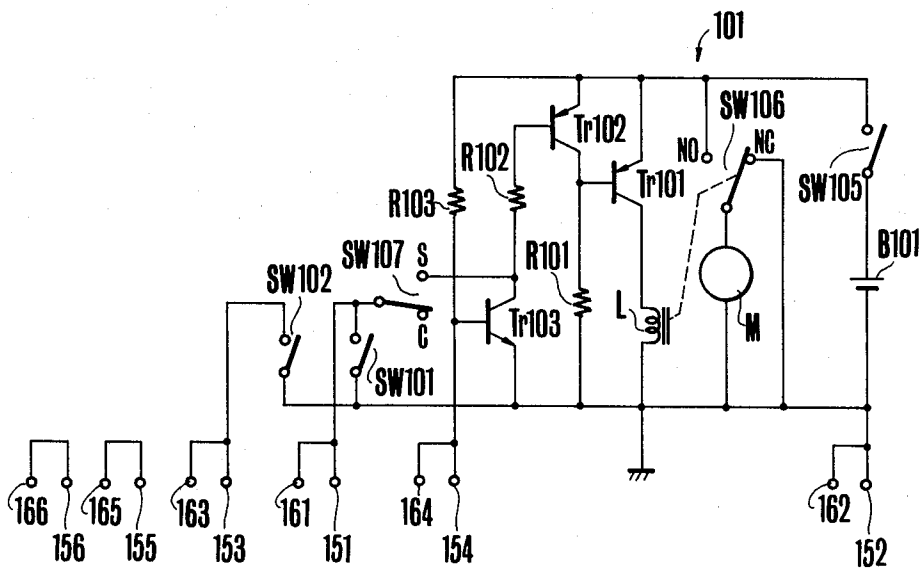 101
SW106
Tr102
NO
NC
R102
Tr101
SW105
R103
B101
SW107
S
R101
SW102
L
M
C
Tr103
SW101
166
165
163
161
164
162
156
155
153
151
154
152